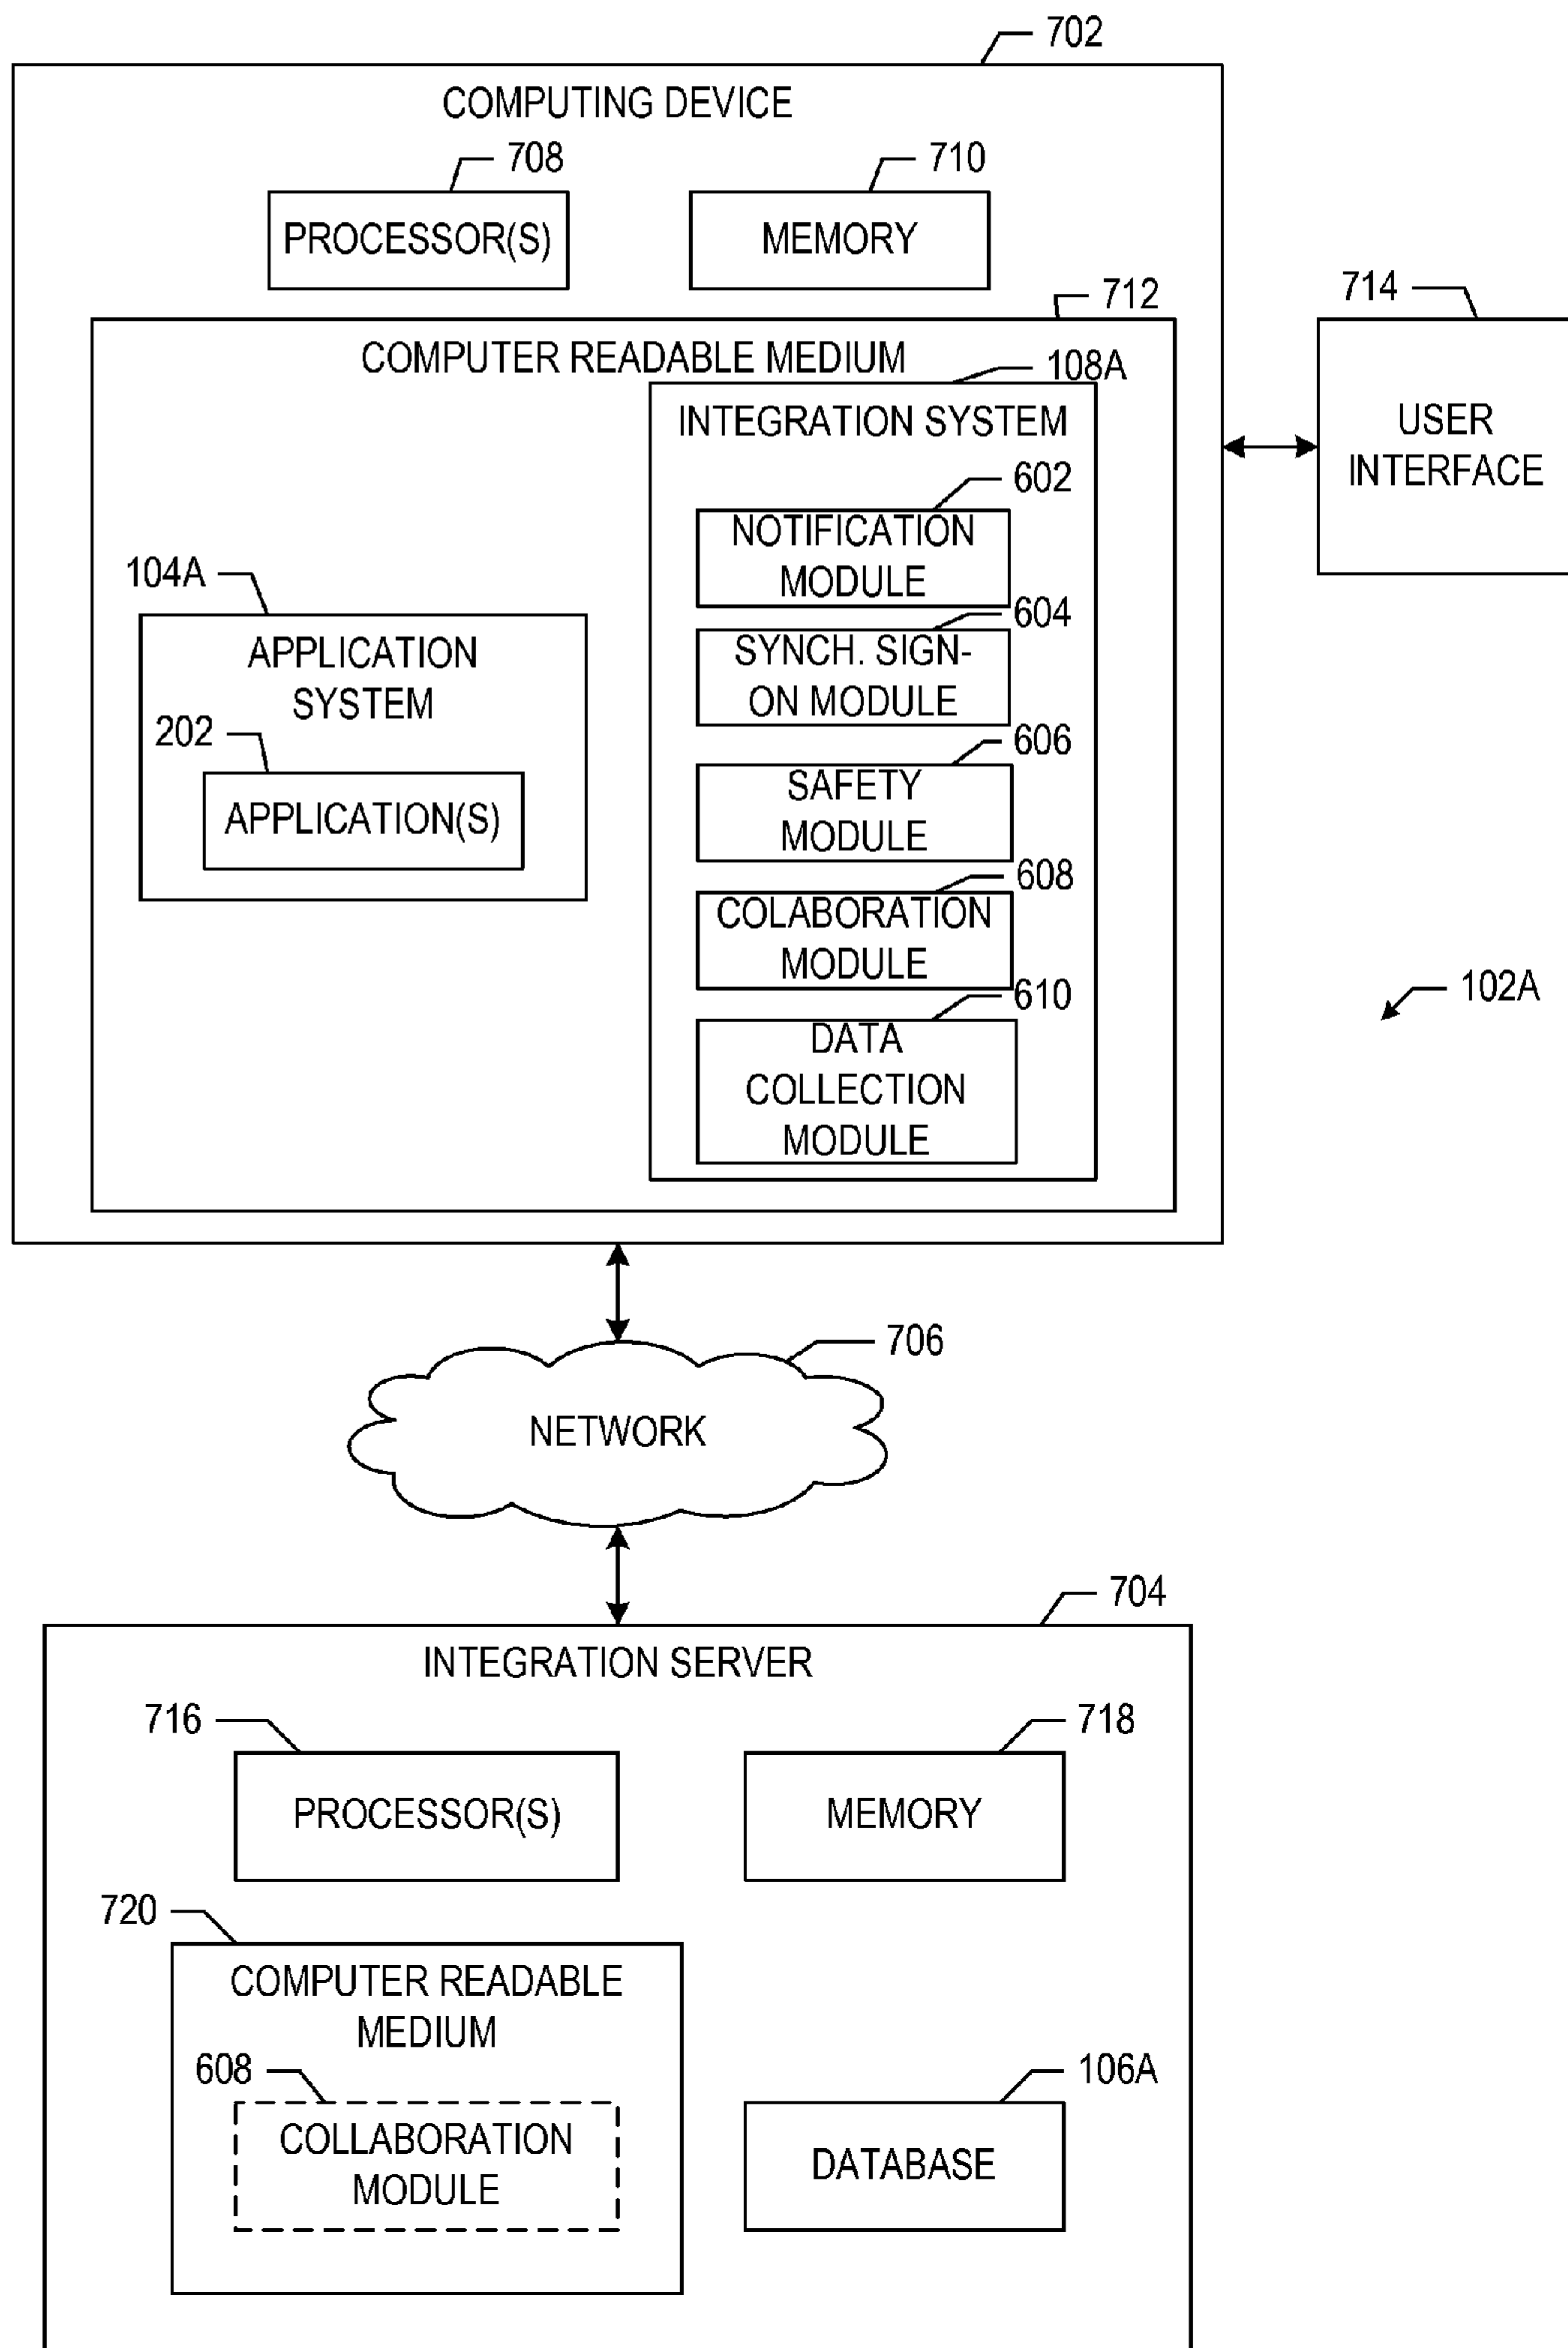 702
COMPUTING DEVICE
708
710
PROCESSOR(S)
MEMORY
712
714
COMPUTER READABLE MEDIUM
108A
INTEGRATION SYSTEM
USER
INTERFACE
602
NOTIFICATION
MODULE
104A
604
APPLICATION
SYSTEM
SYNCH. SIGN-
ON MODULE
202
606
APPLICATION(S)
SAFETY
MODULE
608
COLABORATION
MODULE
610
102A
DATA
COLLECTION
MODULE
706
NETWORK
704
INTEGRATION SERVER
716
718
PROCESSOR(S)
MEMORY
720
COMPUTER READABLE
MEDIUM
608
106A
COLLABORATION
MODULE
DATABASE